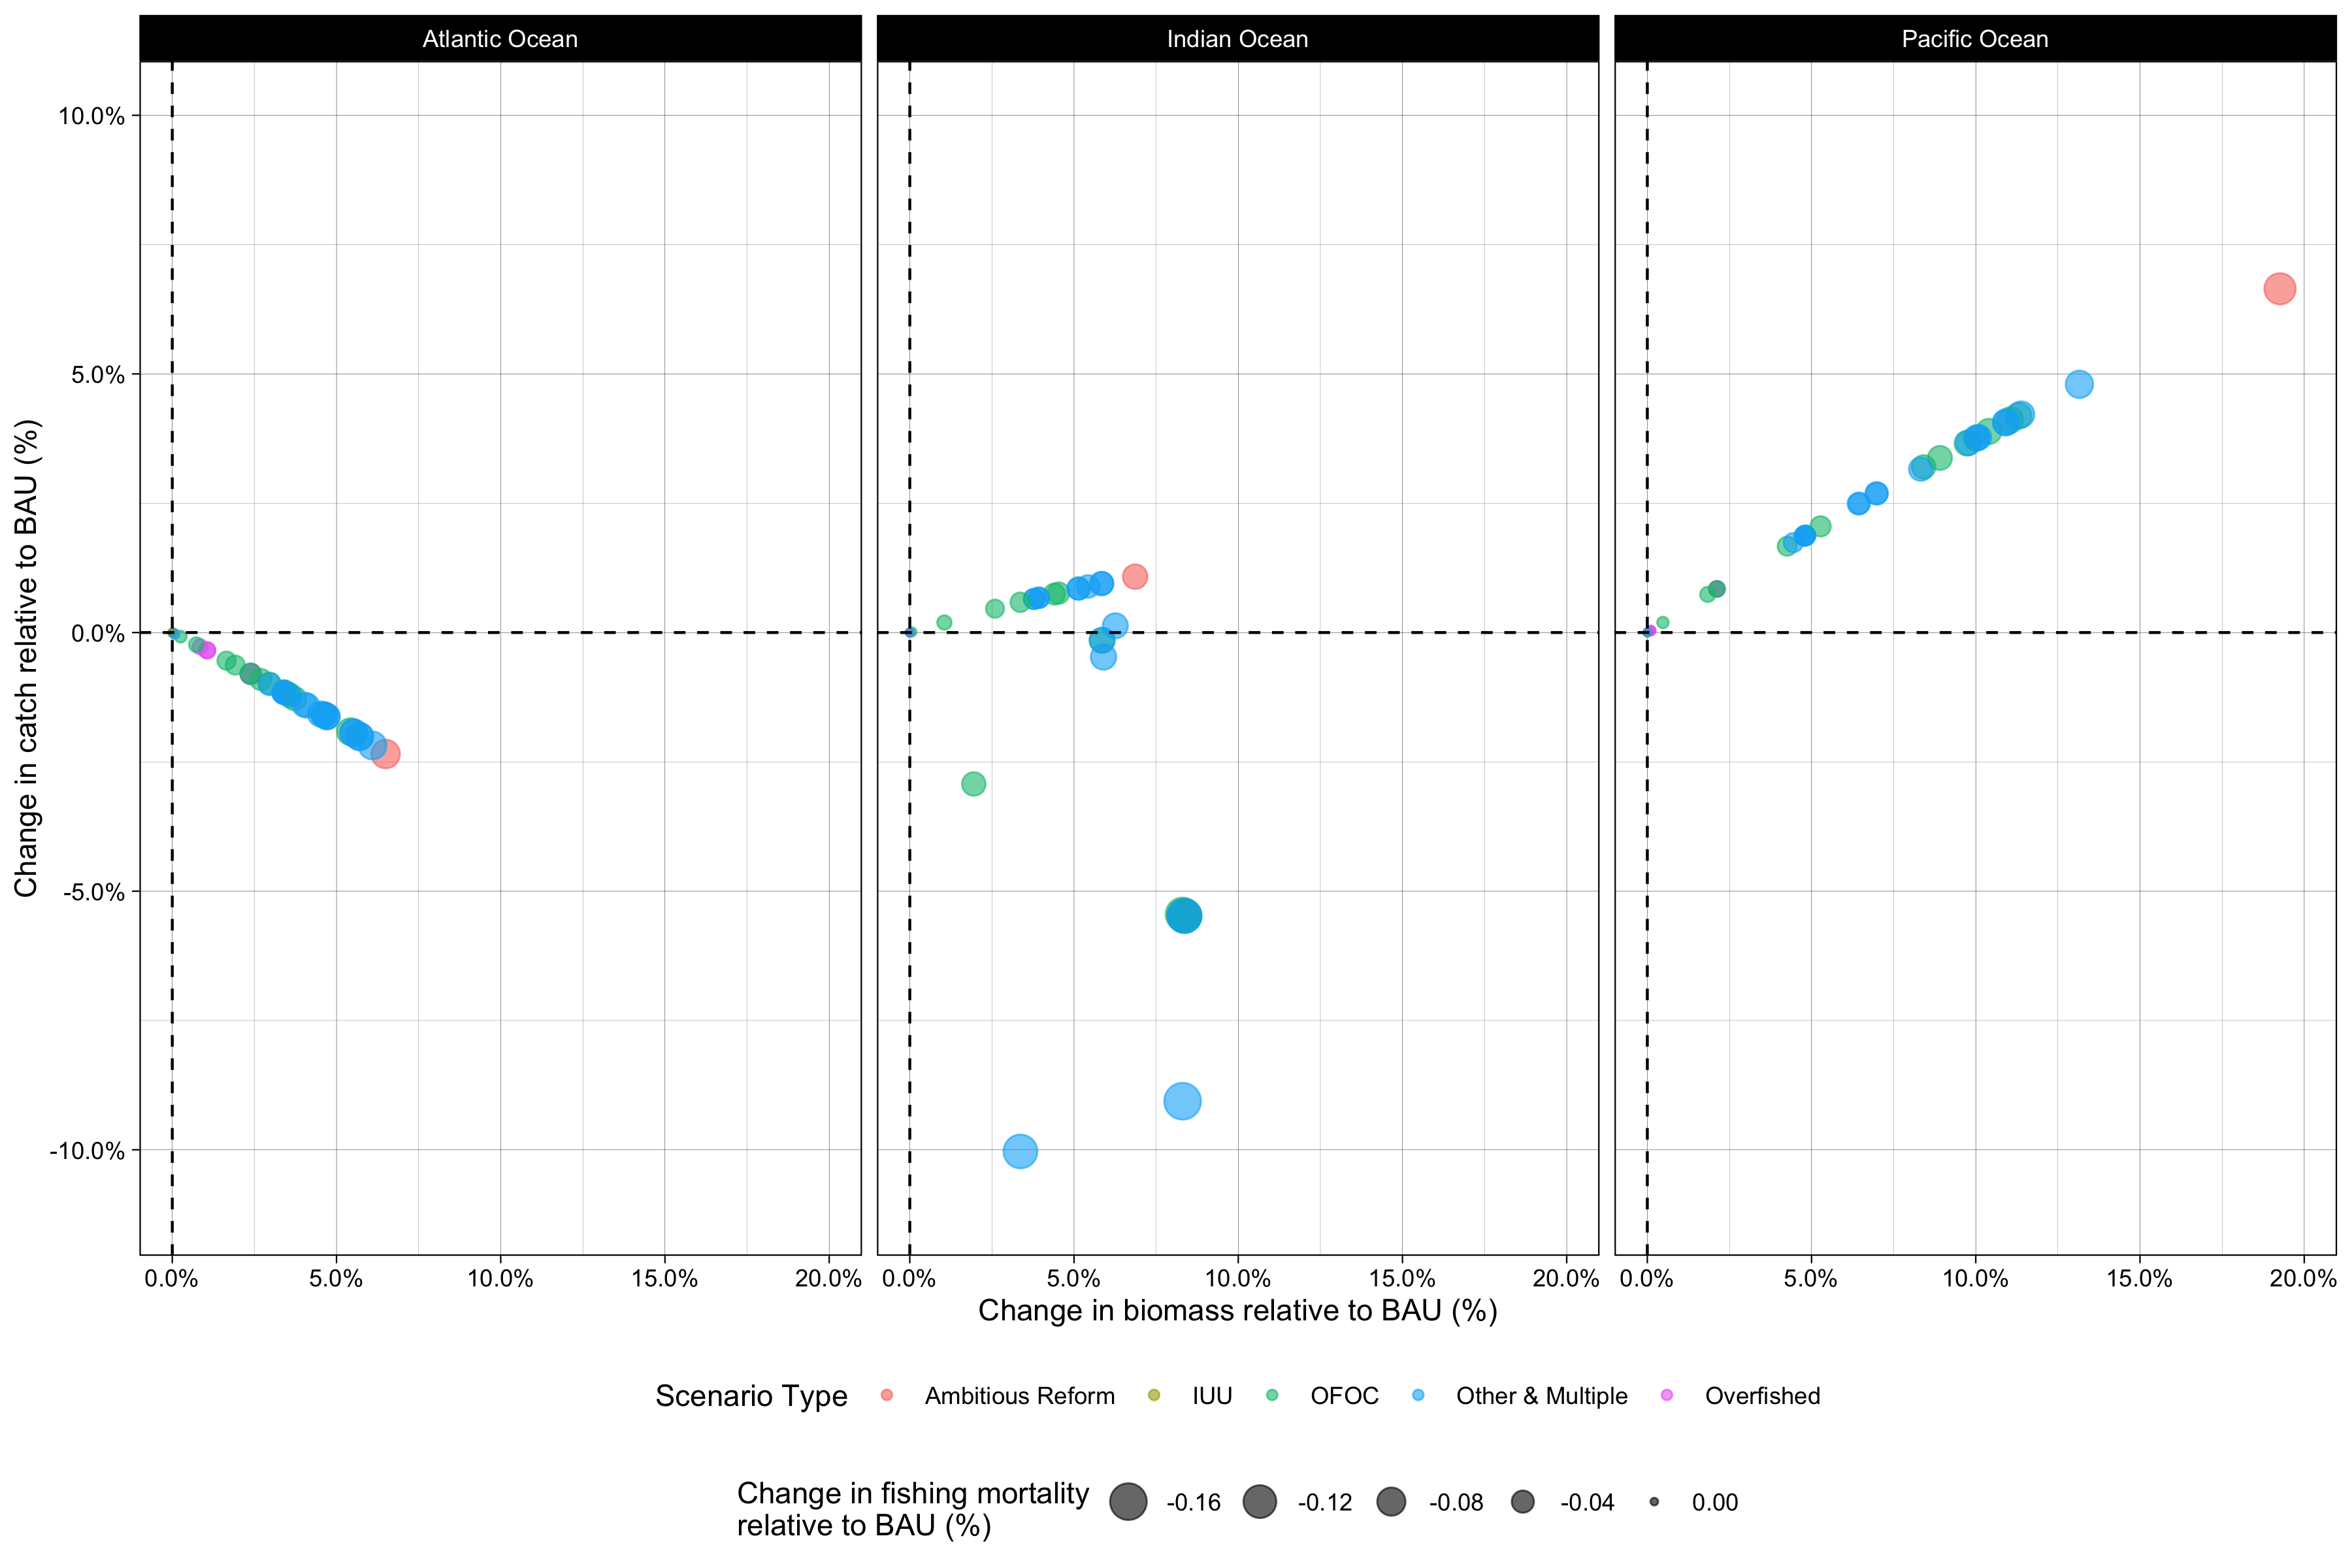 Atlantic Ocean
Indian Ocean
Pacific Ocean
Change in catch relative to BAU (%)
10.0%
5.0%
0.0%
-5.0%
-10.0%
0.0% 5.0% 10.0% 15.0% 20.0%
0.0% 5.0% 10.0% 15.0% 20.0%
0.0% 5.0% 10.0% 15.0% 20.0%
Change in biomass relative to BAU (%)
Scenario Type Ambitious Reform IUU OFOC Other & Multiple Overfished
Change in fishing mortality
relative to BAU (%)
-0.16 -0.12 -0.08 -0.04 0.00